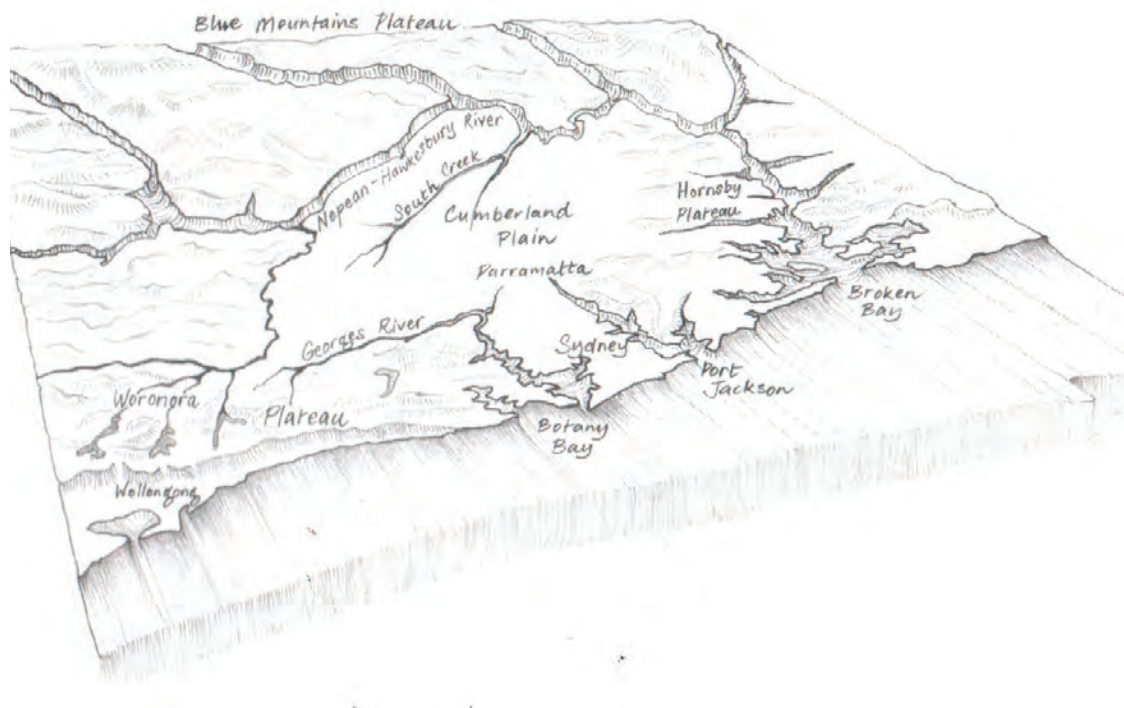 Blue Mountains Plateau
Nepean-Hawkesbury River
South Creek
Hornsby
Plateau
Cumberland
Plain
Parramatta
Broken
Bay
Georges River
Sydney
Port
Jackson
Woronora
Plateau
Botany
Bay
Wollongong